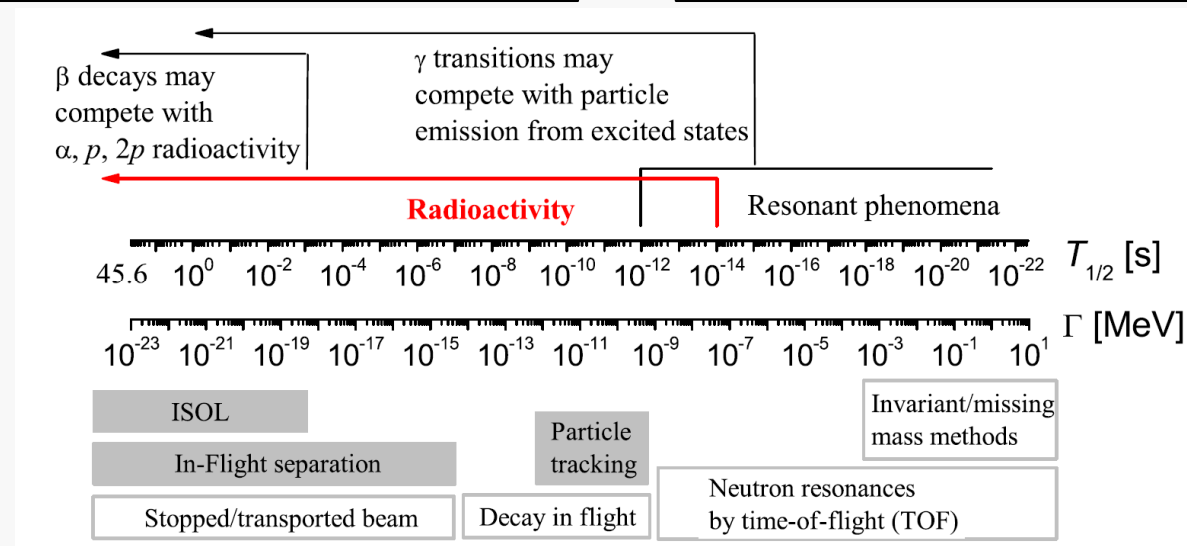 β decays may
compete with
α, p, 2p radioactivity
γ transitions may
compete with particle
emission from excited states
Radioactivity
Resonant phenomena
45.6 10⁰ 10⁻² 10⁻⁴ 10⁻⁶ 10⁻⁸ 10⁻¹⁰ 10⁻¹² 10⁻¹⁴ 10⁻¹⁶ 10⁻¹⁸ 10⁻²⁰ 10⁻²² T₁/₂ [s]
10⁻²³ 10⁻²¹ 10⁻¹⁹ 10⁻¹⁷ 10⁻¹⁵ 10⁻¹³ 10⁻¹¹ 10⁻⁹ 10⁻⁷ 10⁻⁵ 10⁻³ 10⁻¹ 10¹ Γ [MeV]
ISOL
In-Flight separation
Stopped/transported beam
Particle
tracking
Decay in flight
Invariant/missing
mass methods
Neutron resonances
by time-of-flight (TOF)